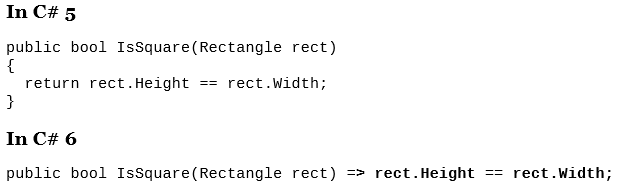 In C# 5
public bool IsSquare(Rectangle rect)
{
  return rect.Height == rect.Width;
}
In C# 6
public bool IsSquare(Rectangle rect) => rect.Height == rect.Width;